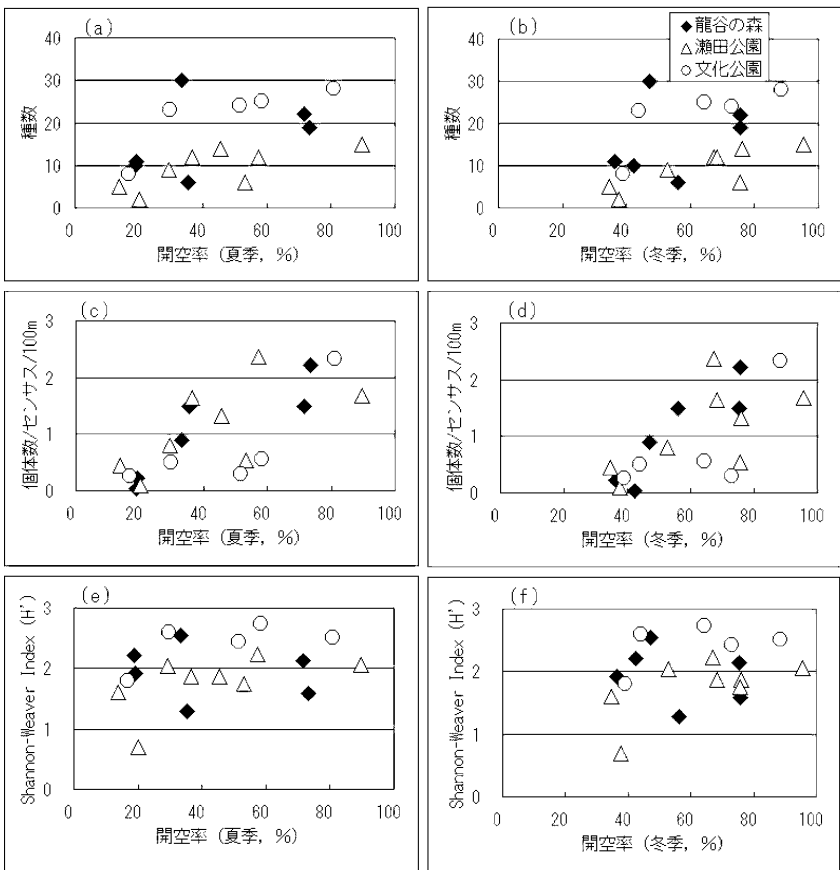 (a)
40
30
20
10
0
種数
0 20 40 60 80 100
開空率 (夏季, %)
(b)
◆龍谷の森
△瀬田公園
○文化公園
40
30
20
10
0
種数
0 20 40 60 80 100
開空率 (冬季, %)
(c)
3
2
1
0
個体数/センサス/100m
0 20 40 60 80 100
開空率 (夏季, %)
(d)
3
2
1
0
個体数/センサス/100m
0 20 40 60 80 100
開空率 (冬季, %)
(e)
3
2
1
0
Shannon-Weaver Index (H')
0 20 40 60 80 100
開空率 (夏季, %)
(f)
3
2
1
0
Shannon-Weaver Index (H')
0 20 40 60 80 100
開空率 (冬季, %)